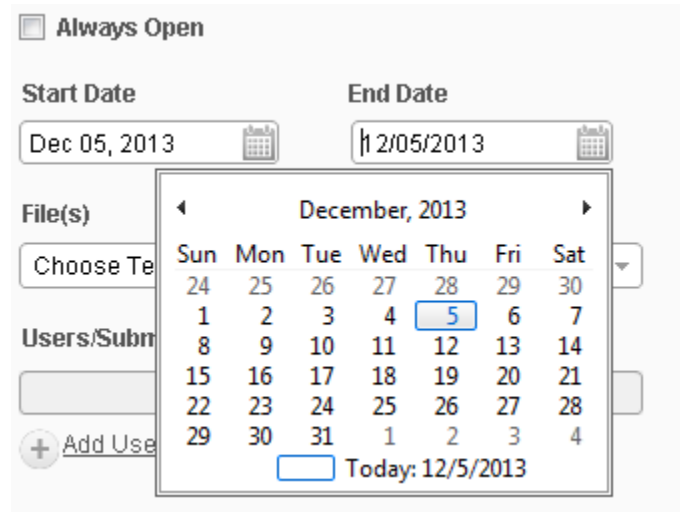 Always Open
Start Date End Date
Dec 05, 2013 12/05/2013
December, 2013
File(s)
Sun Mon Tue Wed Thu Fri Sat
Choose Te
24 25 26 27 28 29 30
1 2 3 4 5 6 7
Users/Subm
8 9 10 11 12 13 14
15 16 17 18 19 20 21
22 23 24 25 26 27 28
29 30 31 1 2 3 4
Add Use
Today: 12/5/2013